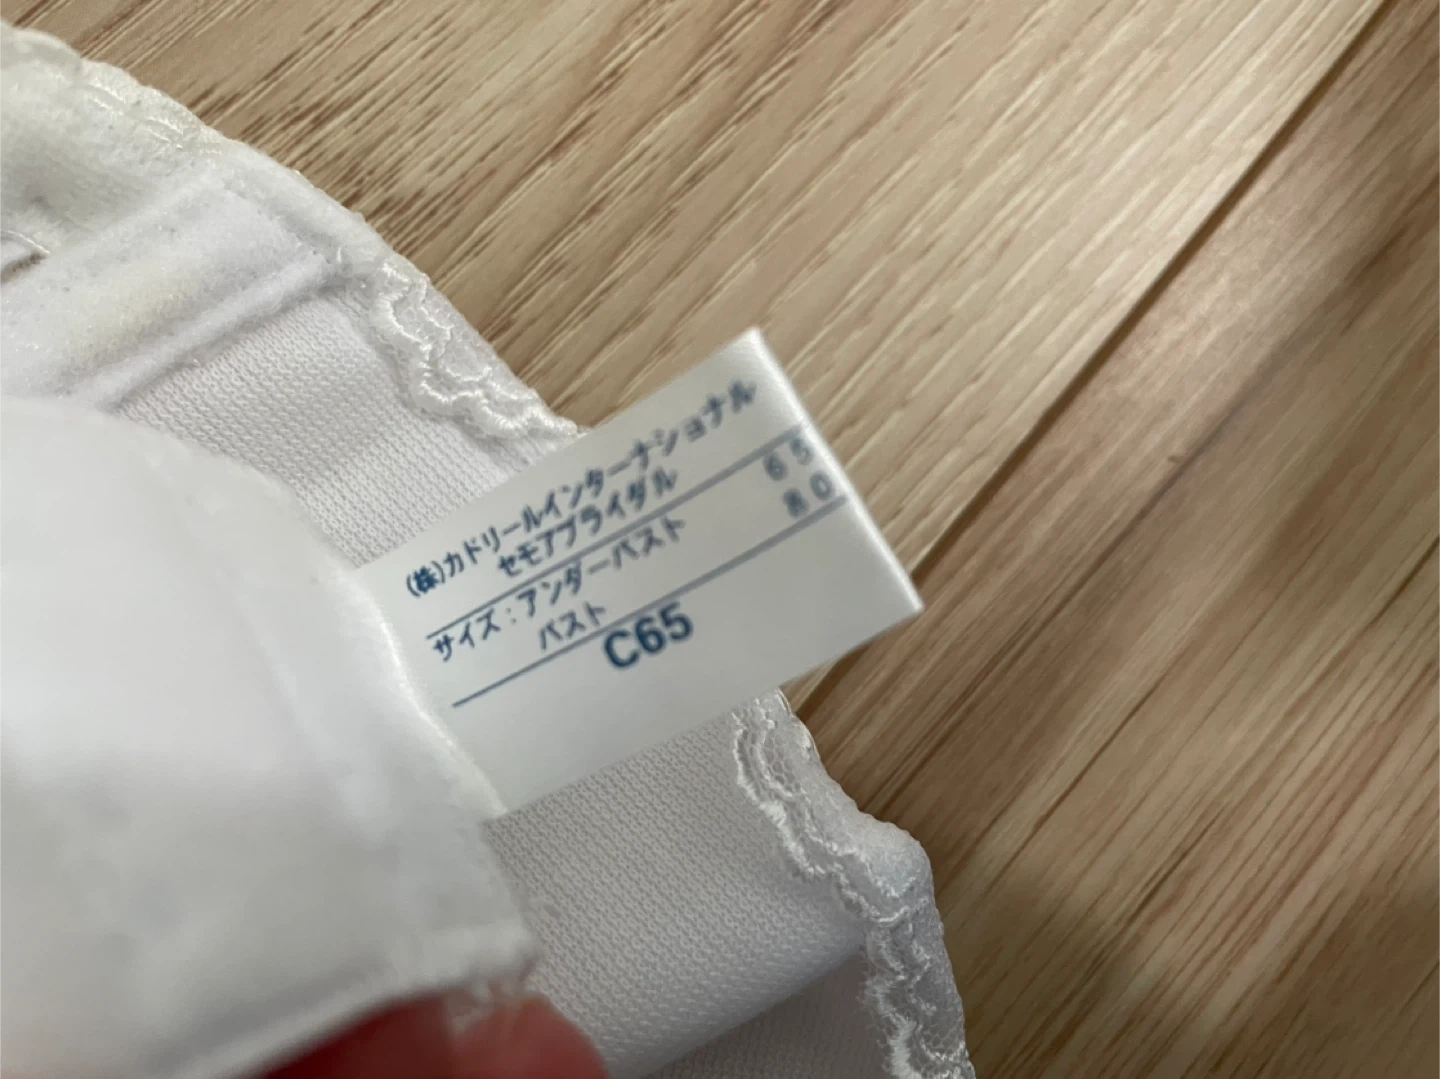 (株)カドリールインターナショナル
セモアブライダル
サイズ:アンダーバスト 65
バスト 80
C65